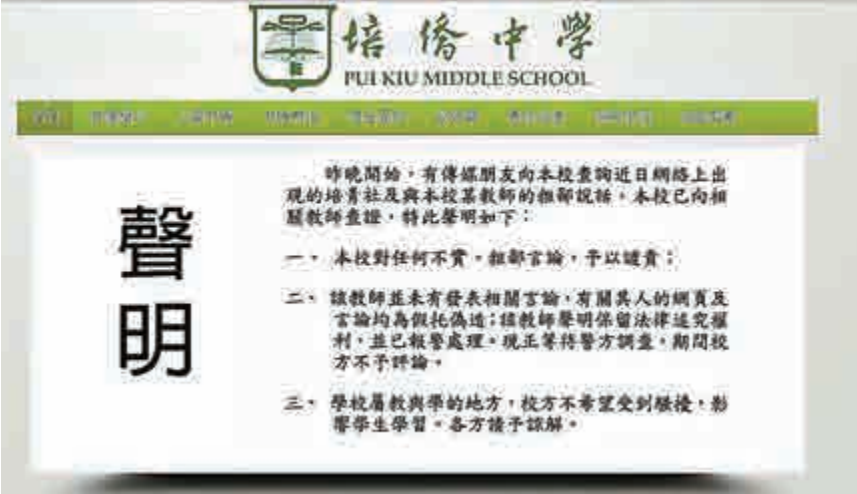 培僑中學
PUI KIU MIDDLE SCHOOL
聲明
昨晚開始，有傳媒朋友向本校查詢近日網絡上出
現的培青社及與本校某教師的粗鄙說話，本校已向相
關教師查證，特此聲明如下：
一、 本校對任何不實，粗鄙言論，予以譴責；
二、 該教師並未有發表相關言論，有關其人的網頁及
言論均為假托偽造；該教師聲明保留法律追究權
利，並已報警處理。現正等待警方調查，期間校
方不予評論。
三、 學校屬教與學的地方，校方不希望受到騷擾，影
響學生學習。各方請予諒解。